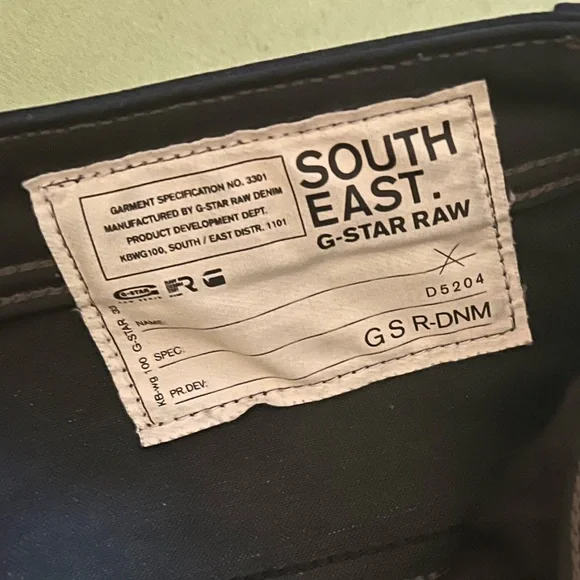 GARMENT SPECIFICATION NO. 3301
MANUFACTURED BY G-STAR RAW DENIM
PRODUCT DEVELOPMENT DEPT.
KBWG100, SOUTH / EAST DISTR. 1101
SOUTH
EAST.
G-STAR RAW
G-STAR
NAME:
X
SPEC:
D5204
PR.DEV:
GS R-DNM
KB-wg 100 G-STAR